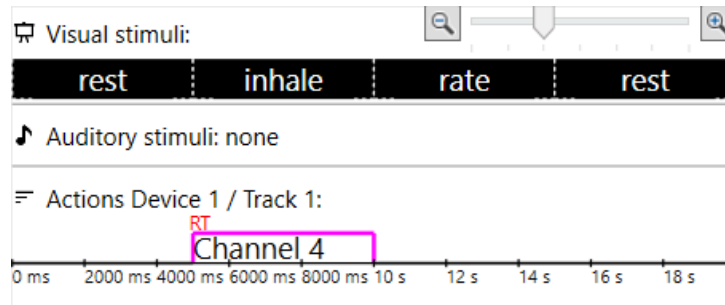 Visual stimuli:
rest inhale rate rest
Auditory stimuli: none
Actions Device 1 / Track 1:
RT
Channel 4
0 ms 2000 ms 4000 ms 6000 ms 8000 ms 10 s 12 s 14 s 16 s 18 s